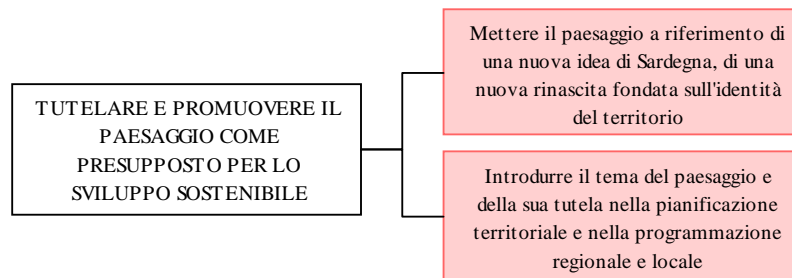 TUTELARE E PROMUOVERE IL
PAESAGGIO COME
PRESUPPOSTO PER LO
SVILUPPO SOSTENIBILE
Mettere il paesaggio a riferimento di
una nuova idea di Sardegna, di una
nuova rinascita fondata sull'identità
del territorio
Introdurre il tema del paesaggio e
della sua tutela nella pianificazione
territoriale e nella programmazione
regionale e locale